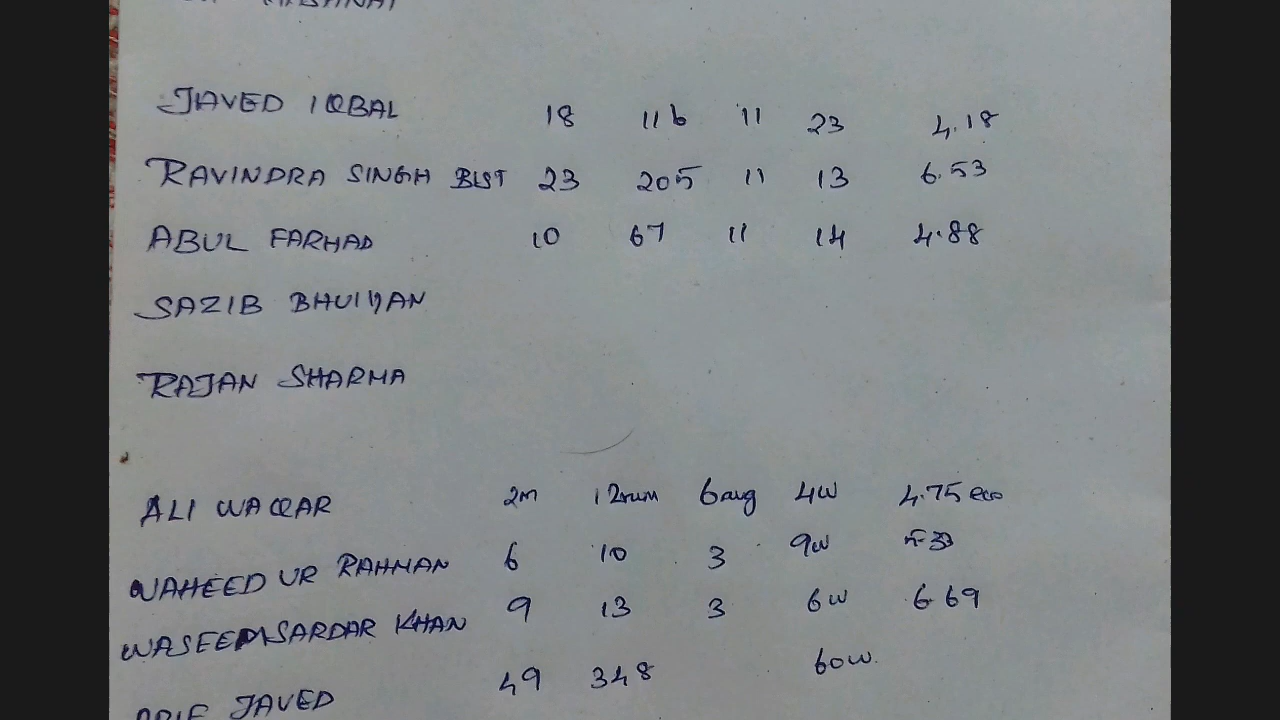 JAVED IQBAL 18 116 11 23 4.18
RAVINDRA SINGH BIST 23 205 11 13 6.53
ABUL FARHAD 10 67 11 14 4.88
SAZIB BHUIYAN
RAJAN SHARMA
ALI WAQAR 2m 12run 6avg 4W 4.75 eco
WAHEED UR RAHMAN 6 10 3 9W 5.33
WASEEM SARDAR KHAN 9 13 3 6W 6.69
JAVED 49 348 60W.